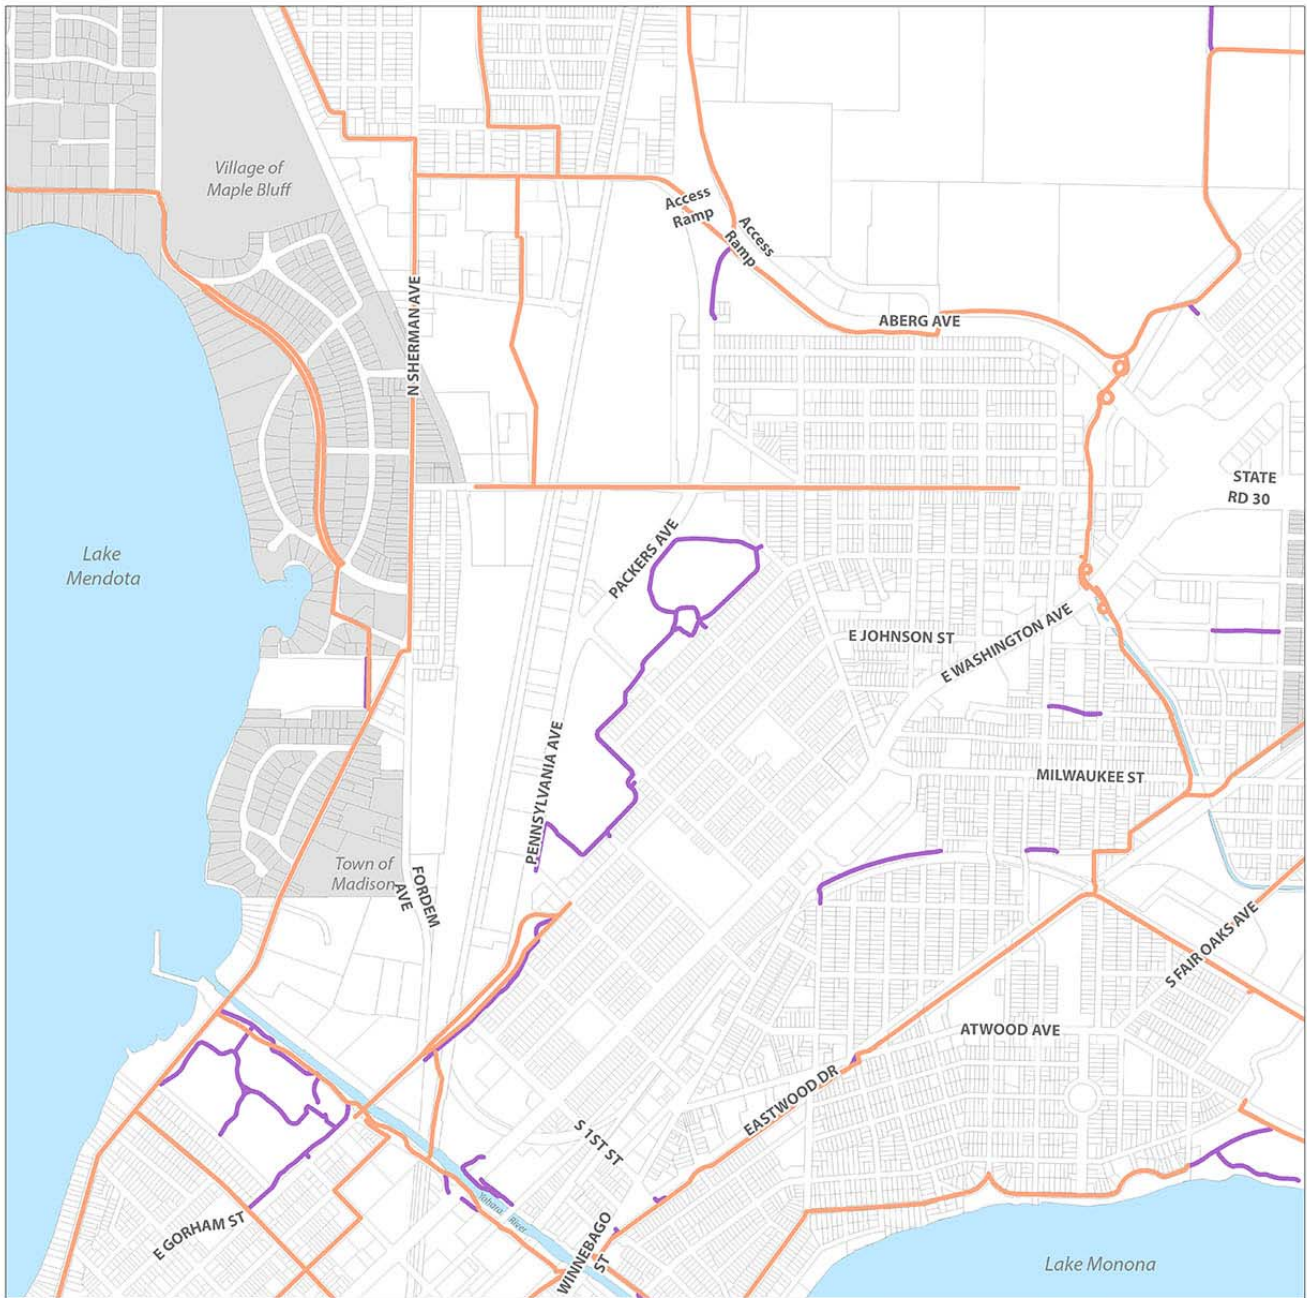 Village of
Maple Bluff
Access
Ramp
Access
Ramp
N SHERMAN AVE
ABERG AVE
STATE
RD 30
Lake
Mendota
PACKERS AVE
E JOHNSON ST
E WASHINGTON AVE
PENNSYLVANIA AVE
MILWAUKEE ST
Town of
Madison
FORDEM
AVE
S FAIR OAKS AVE
ATWOOD AVE
EASTWOOD DR
S 1ST ST
Yahara River
E GORHAM ST
WINNEBAGO
ST
Lake Monona